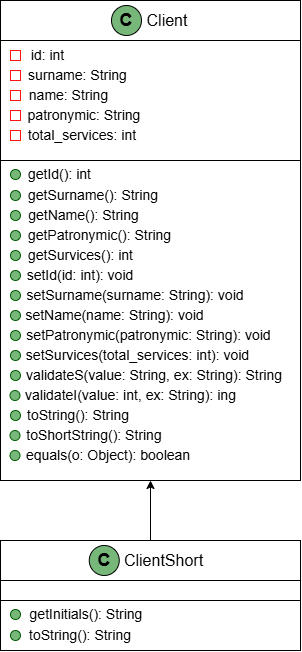 C Client
id: int
surname: String
name: String
patronymic: String
total_services: int
getId(): int
getSurname(): String
getName(): String
getPatronymic(): String
getSurvices(): int
setId(id: int): void
setSurname(surname: String): void
setName(name: String): void
setPatronymic(patronymic: String): void
setSurvices(total_services: int): void
validateS(value: String, ex: String): String
validateI(value: int, ex: String): ing
toString(): String
toShortString(): String
equals(o: Object): boolean
C ClientShort
getInitials(): String
toString(): String